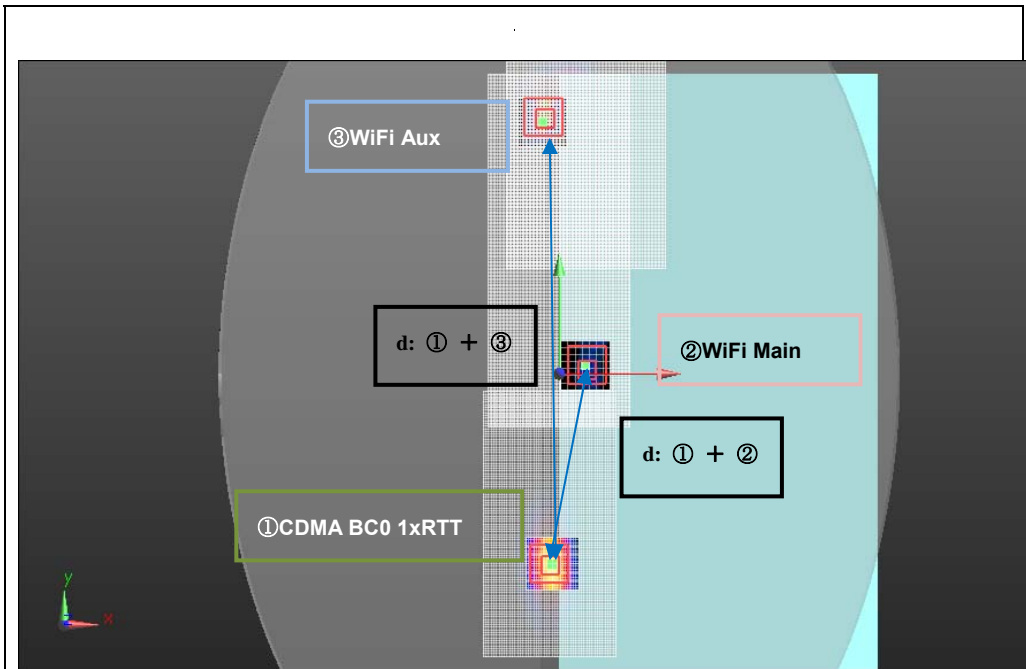 ③WiFi Aux
d: ① + ③
②WiFi Main
d: ① + ②
①CDMA BC0 1xRTT
y
x